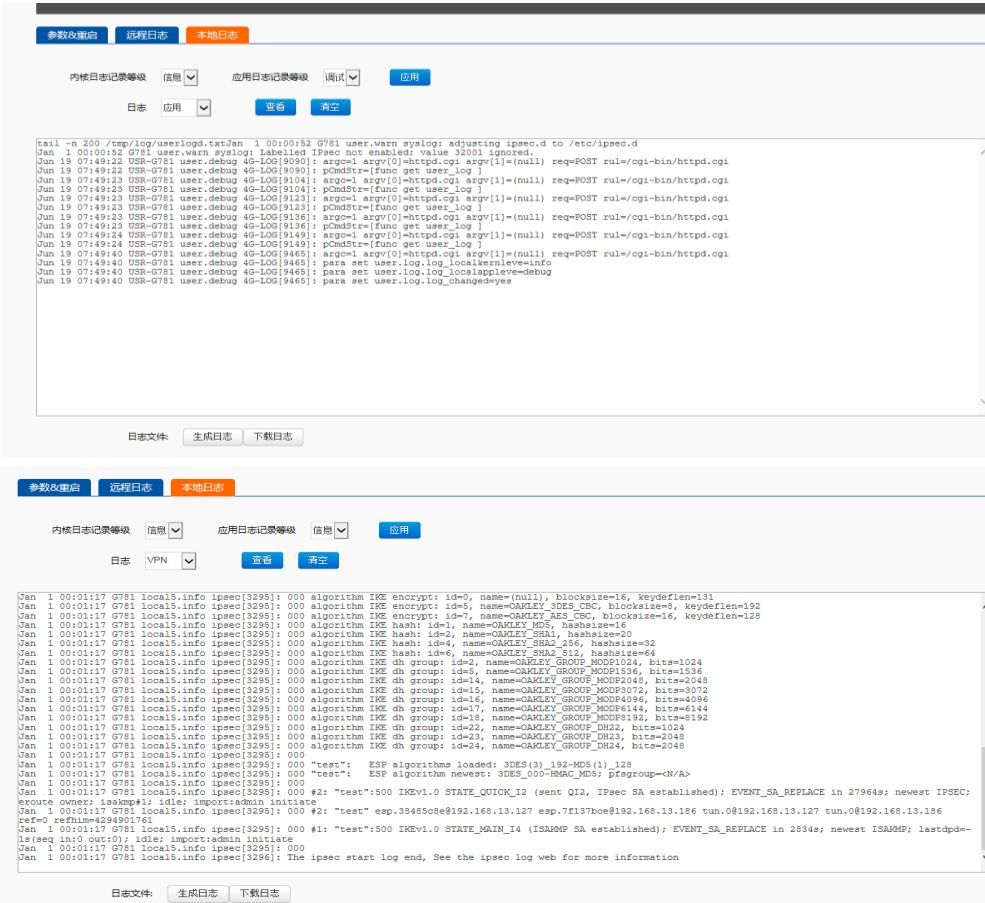 参数&重启 远程日志 本地日志
内核日志记录等级 信息 应用日志记录等级 调试 应用
日志 应用 查看 清空
tail -n 200 /tmp/log/userlogd.txtJan  1 00:00:52 G781 user.warn syslog: adjusting ipsec.d to /etc/ipsec.d
Jan  1 00:00:52 G781 user.warn syslog: Labelled IPsec not enabled; value 32001 ignored.
Jun 19 07:49:22 USR-G781 user.debug 4G-LOG[9090]: argc=1 argv[0]=httpd.cgi argv[1]=(null) req=POST rul=/cgi-bin/httpd.cgi
Jun 19 07:49:22 USR-G781 user.debug 4G-LOG[9090]: pCmdStr=[func get user_log ]
Jun 19 07:49:23 USR-G781 user.debug 4G-LOG[9104]: argc=1 argv[0]=httpd.cgi argv[1]=(null) req=POST rul=/cgi-bin/httpd.cgi
Jun 19 07:49:23 USR-G781 user.debug 4G-LOG[9104]: pCmdStr=[func get user_log ]
Jun 19 07:49:23 USR-G781 user.debug 4G-LOG[9123]: argc=1 argv[0]=httpd.cgi argv[1]=(null) req=POST rul=/cgi-bin/httpd.cgi
Jun 19 07:49:23 USR-G781 user.debug 4G-LOG[9123]: pCmdStr=[func get user_log ]
Jun 19 07:49:23 USR-G781 user.debug 4G-LOG[9136]: argc=1 argv[0]=httpd.cgi argv[1]=(null) req=POST rul=/cgi-bin/httpd.cgi
Jun 19 07:49:23 USR-G781 user.debug 4G-LOG[9136]: pCmdStr=[func get user_log ]
Jun 19 07:49:24 USR-G781 user.debug 4G-LOG[9149]: argc=1 argv[0]=httpd.cgi argv[1]=(null) req=POST rul=/cgi-bin/httpd.cgi
Jun 19 07:49:24 USR-G781 user.debug 4G-LOG[9149]: pCmdStr=[func get user_log ]
Jun 19 07:49:40 USR-G781 user.debug 4G-LOG[9465]: argc=1 argv[0]=httpd.cgi argv[1]=(null) req=POST rul=/cgi-bin/httpd.cgi
Jun 19 07:49:40 USR-G781 user.debug 4G-LOG[9465]: para set user.log.log_localkernleve=info
Jun 19 07:49:40 USR-G781 user.debug 4G-LOG[9465]: para set user.log.log_localappleve=debug
Jun 19 07:49:40 USR-G781 user.debug 4G-LOG[9465]: para set user.log.log_changed=yes
日志文件: 生成日志 下载日志
参数&重启 远程日志 本地日志
内核日志记录等级 信息 应用日志记录等级 信息 应用
日志 VPN 查看 清空
Jan  1 00:01:17 G781 local5.info ipsec[3295]: 000 algorithm IKE encrypt: id=0, name=(null), blocksize=16, keydeflen=131
Jan  1 00:01:17 G781 local5.info ipsec[3295]: 000 algorithm IKE encrypt: id=5, name=OAKLEY_3DES_CBC, blocksize=8, keydeflen=192
Jan  1 00:01:17 G781 local5.info ipsec[3295]: 000 algorithm IKE encrypt: id=7, name=OAKLEY_AES_CBC, blocksize=16, keydeflen=128
Jan  1 00:01:17 G781 local5.info ipsec[3295]: 000 algorithm IKE hash: id=1, name=OAKLEY_MD5, hashsize=16
Jan  1 00:01:17 G781 local5.info ipsec[3295]: 000 algorithm IKE hash: id=2, name=OAKLEY_SHA1, hashsize=20
Jan  1 00:01:17 G781 local5.info ipsec[3295]: 000 algorithm IKE hash: id=4, name=OAKLEY_SHA2_256, hashsize=32
Jan  1 00:01:17 G781 local5.info ipsec[3295]: 000 algorithm IKE hash: id=6, name=OAKLEY_SHA2_512, hashsize=64
Jan  1 00:01:17 G781 local5.info ipsec[3295]: 000 algorithm IKE dh group: id=2, name=OAKLEY_GROUP_MODP1024, bits=1024
Jan  1 00:01:17 G781 local5.info ipsec[3295]: 000 algorithm IKE dh group: id=5, name=OAKLEY_GROUP_MODP1536, bits=1536
Jan  1 00:01:17 G781 local5.info ipsec[3295]: 000 algorithm IKE dh group: id=14, name=OAKLEY_GROUP_MODP2048, bits=2048
Jan  1 00:01:17 G781 local5.info ipsec[3295]: 000 algorithm IKE dh group: id=15, name=OAKLEY_GROUP_MODP3072, bits=3072
Jan  1 00:01:17 G781 local5.info ipsec[3295]: 000 algorithm IKE dh group: id=16, name=OAKLEY_GROUP_MODP4096, bits=4096
Jan  1 00:01:17 G781 local5.info ipsec[3295]: 000 algorithm IKE dh group: id=17, name=OAKLEY_GROUP_MODP6144, bits=6144
Jan  1 00:01:17 G781 local5.info ipsec[3295]: 000 algorithm IKE dh group: id=18, name=OAKLEY_GROUP_MODP8192, bits=8192
Jan  1 00:01:17 G781 local5.info ipsec[3295]: 000 algorithm IKE dh group: id=22, name=OAKLEY_GROUP_DH22, bits=1024
Jan  1 00:01:17 G781 local5.info ipsec[3295]: 000 algorithm IKE dh group: id=23, name=OAKLEY_GROUP_DH23, bits=2048
Jan  1 00:01:17 G781 local5.info ipsec[3295]: 000 algorithm IKE dh group: id=24, name=OAKLEY_GROUP_DH24, bits=2048
Jan  1 00:01:17 G781 local5.info ipsec[3295]: 000
Jan  1 00:01:17 G781 local5.info ipsec[3295]: 000 "test":   ESP algorithms loaded: 3DES(3)_192-MD5(1)_128
Jan  1 00:01:17 G781 local5.info ipsec[3295]: 000 "test":   ESP algorithm newest: 3DES_000-HMAC_MD5; pfsgroup=<N/A>
Jan  1 00:01:17 G781 local5.info ipsec[3295]: 000
Jan  1 00:01:17 G781 local5.info ipsec[3295]: 000 #2: "test":500 IKEv1.0 STATE_QUICK_I2 (sent QI2, IPsec SA established); EVENT_SA_REPLACE in 27964s; newest IPSEC;
eroute owner; isakmp#1; idle; import:admin initiate
Jan  1 00:01:17 G781 local5.info ipsec[3295]: 000 #2: "test" esp.38485c8e@192.168.13.127 esp.7f137bce@192.168.13.186 tun.0@192.168.13.127 tun.0@192.168.13.186
ref=0 refhim=4294901761
Jan  1 00:01:17 G781 local5.info ipsec[3295]: 000 #1: "test":500 IKEv1.0 STATE_MAIN_I4 (ISAKMP SA established); EVENT_SA_REPLACE in 2834s; newest ISAKMP; lastdpd=-
1s(seq in:0 out:0); idle; import:admin initiate
Jan  1 00:01:17 G781 local5.info ipsec[3295]: 000
Jan  1 00:01:17 G781 local5.info ipsec[3296]: The ipsec start log end, See the ipsec log web for more information
日志文件: 生成日志 下载日志